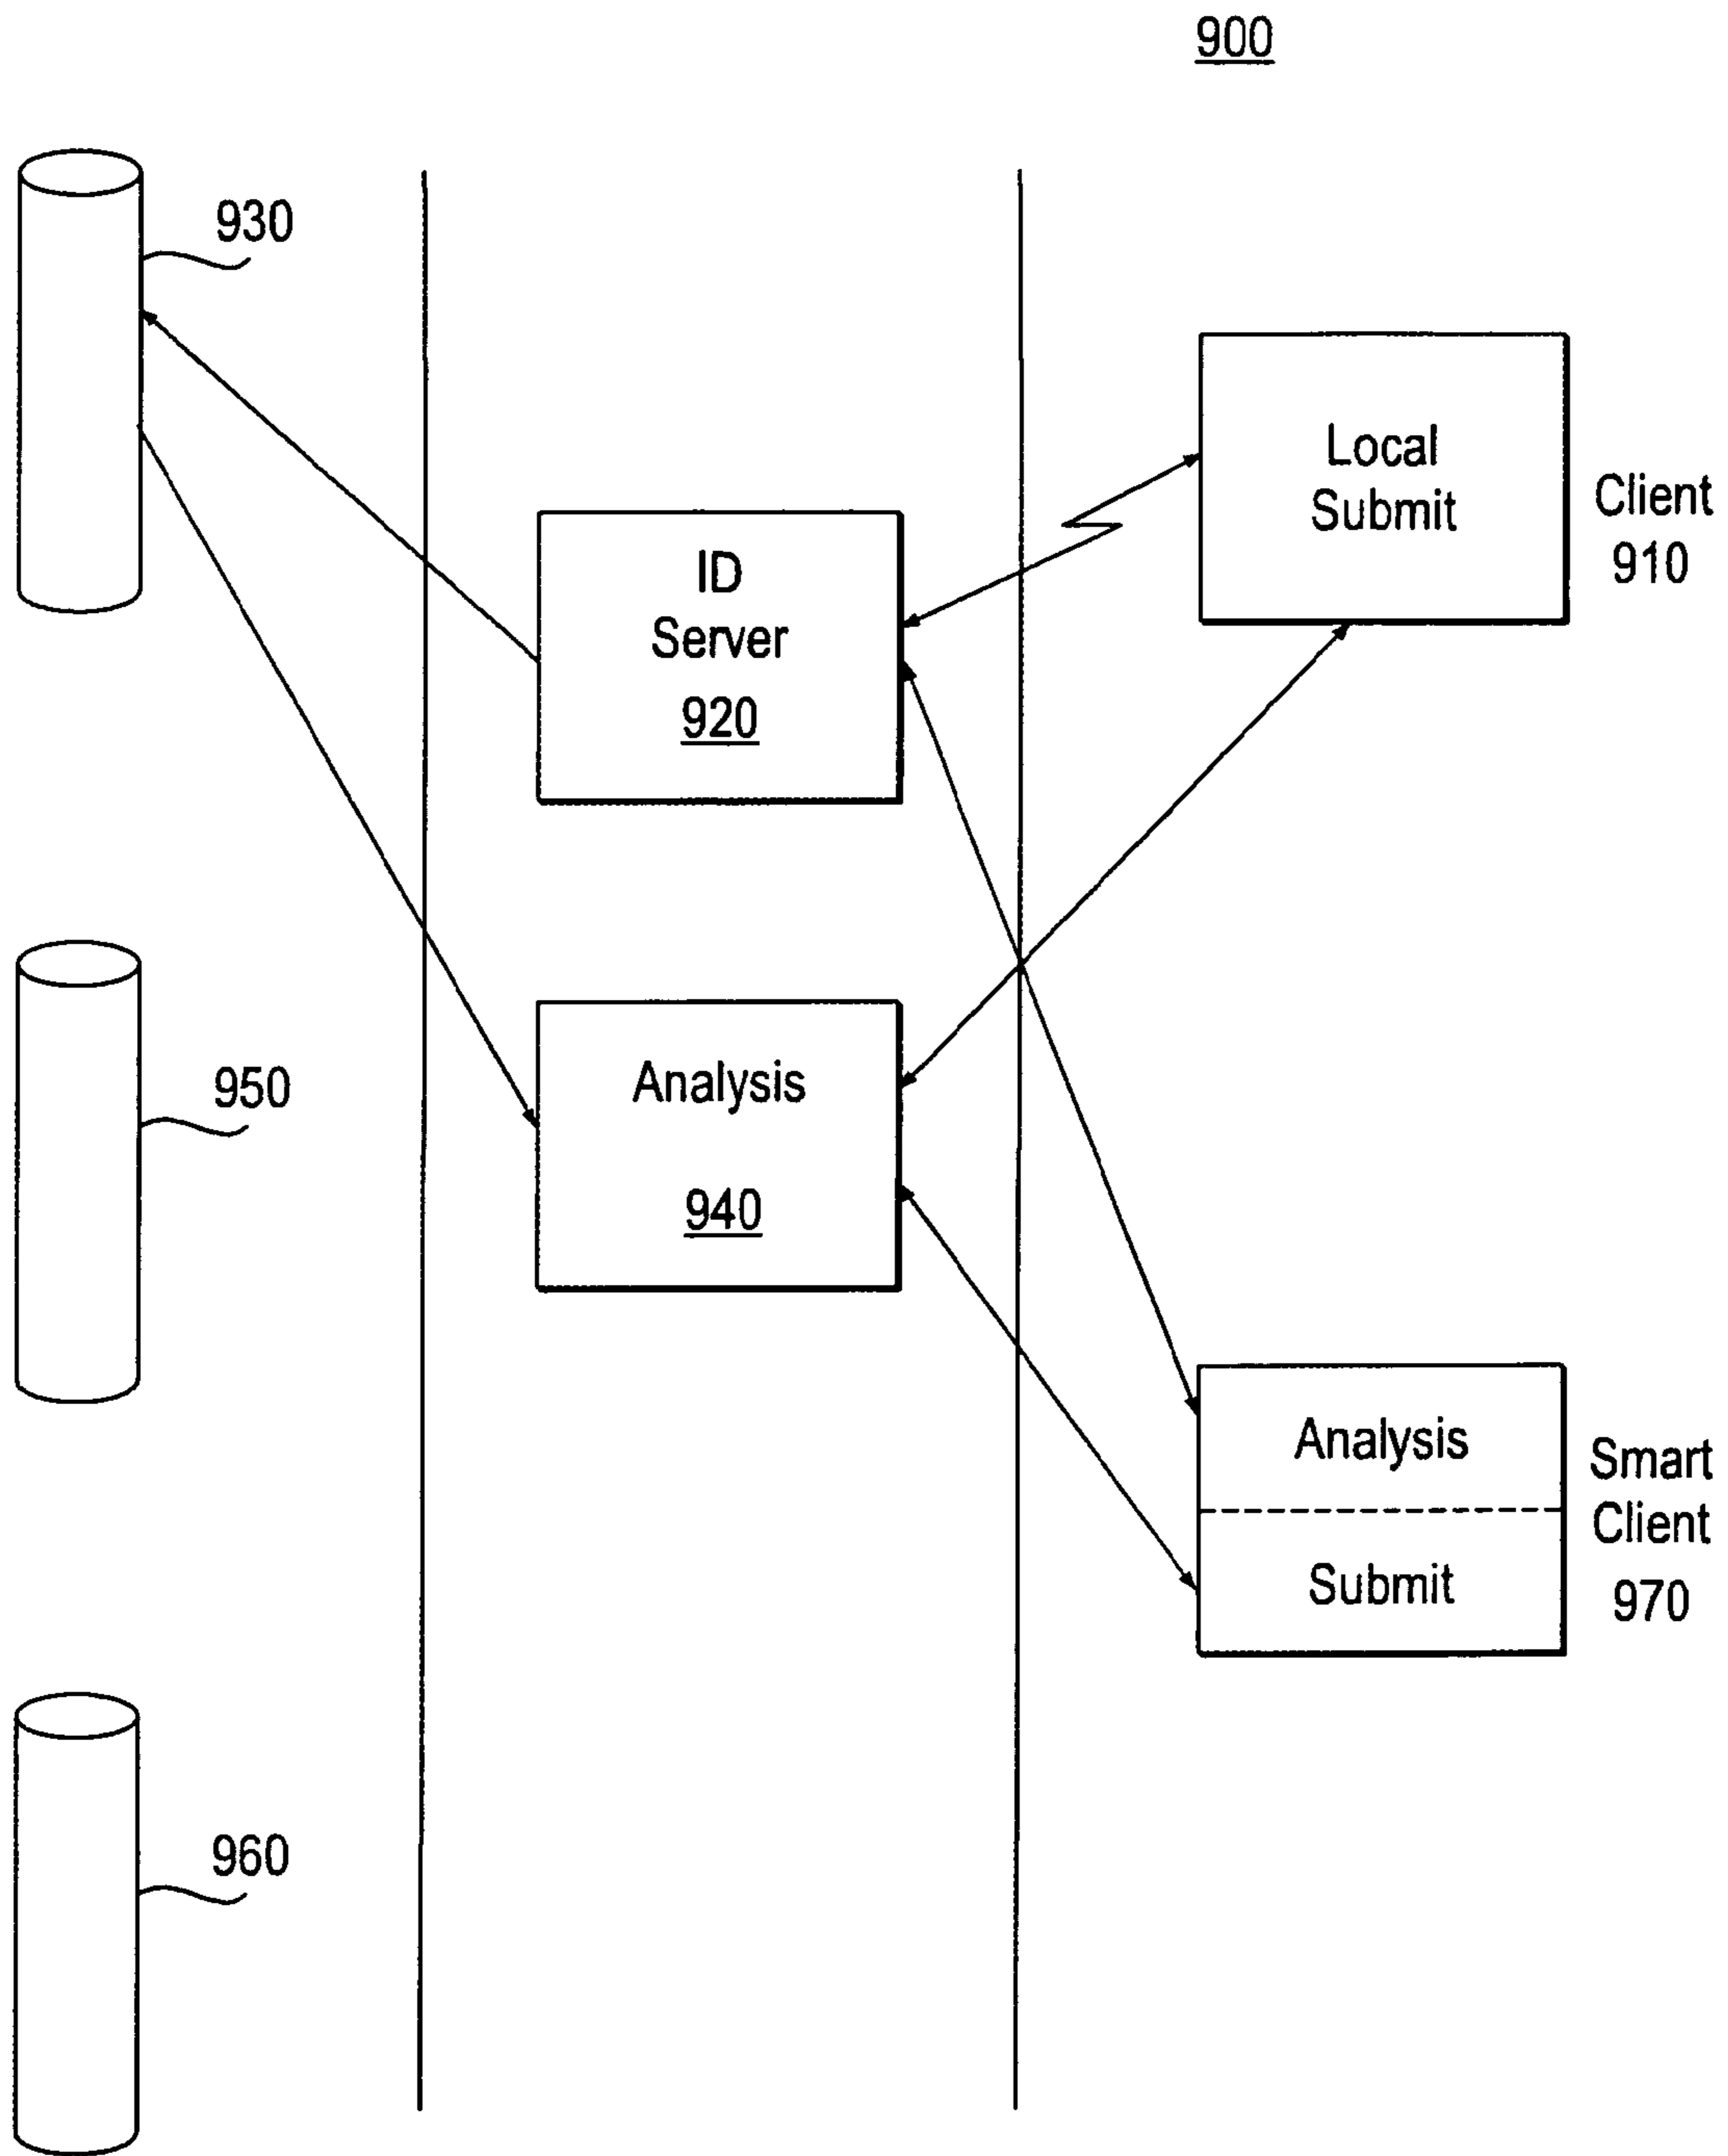 900
930
Local
Submit
Client
910
ID
Server
920
950
Analysis
940
Analysis
Submit
Smart
Client
970
960